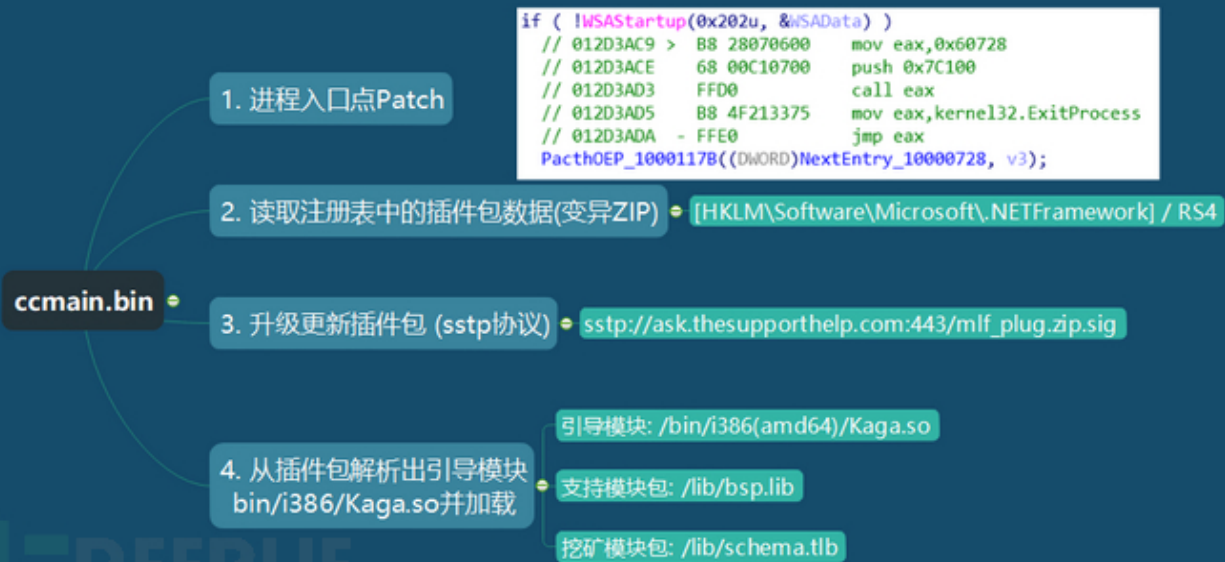 if ( !WSAStartup(0x202u, &WSAData) )
// 012D3AC9 > B8 28070600 mov eax,0x60728
// 012D3ACE 68 00C10700 push 0x7C100
// 012D3AD3 FFD0 call eax
// 012D3AD5 B8 4F213375 mov eax,kernel32.ExitProcess
// 012D3ADA - FFE0 jmp eax
PacthOEP_1000117B((DWORD)NextEntry_10000728, v3);
1. 进程入口点Patch
2. 读取注册表中的插件包数据(变异ZIP)
[HKLM\Software\Microsoft\.NETFramework] / RS4
ccmain.bin
3. 升级更新插件包 (sstp协议)
sstp://ask.thesupporthelp.com:443/mlf_plug.zip.sig
4. 从插件包解析出引导模块
bin/i386/Kaga.so并加载
引导模块: /bin/i386(amd64)/Kaga.so
支持模块包: /lib/bsp.lib
挖矿模块包: /lib/schema.tlb